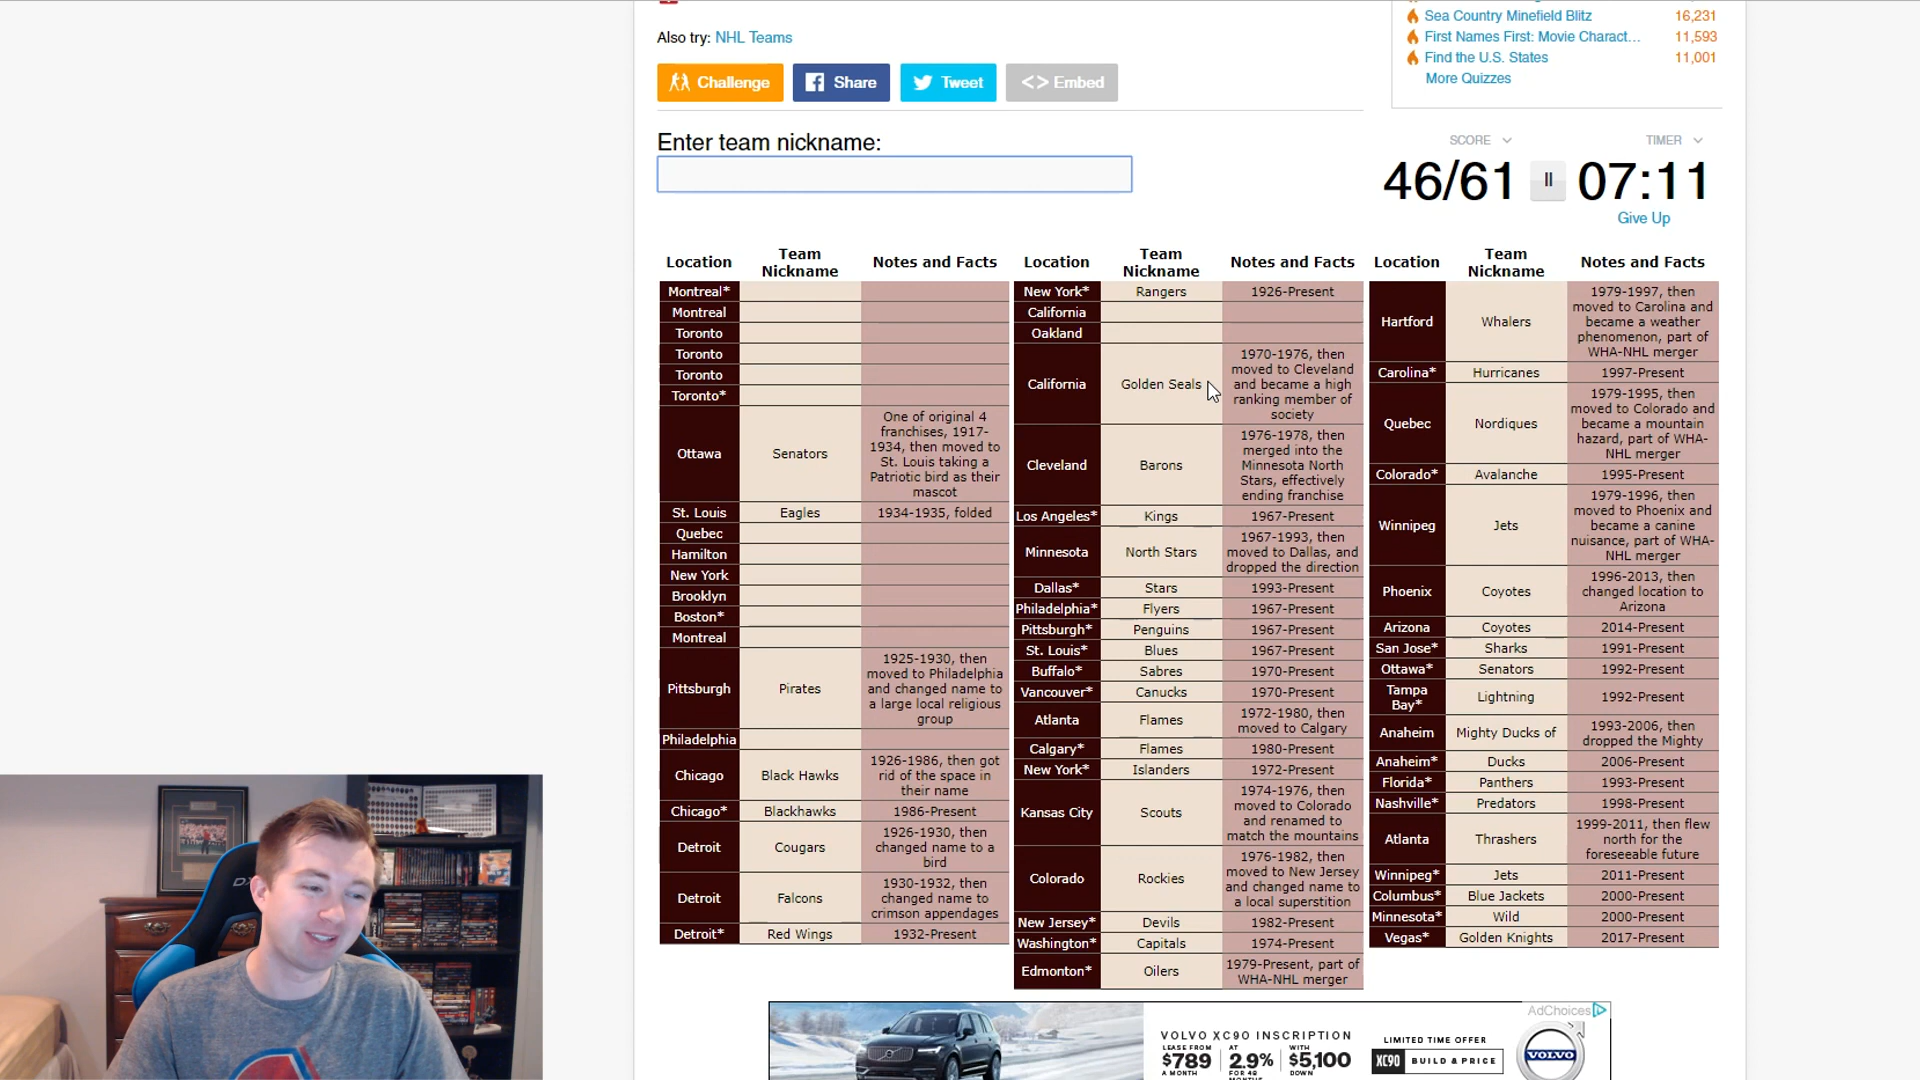 Sea Country Minefield Blitz 16,231
First Names First: Movie Charact... 11,593
Find the U.S. States 11,001
More Quizzes
Also try: NHL Teams
Challenge
Share
Tweet
<> Embed
Enter team nickname:
SCORE
TIMER
46/61
07:11
Give Up
Location Team Nickname Notes and Facts
Montreal*
Montreal
Toronto
Toronto
Toronto
Toronto*
Ottawa Senators One of original 4
franchises, 1917-
1934, then moved to
St. Louis taking a
Patriotic bird as their
mascot
St. Louis Eagles 1934-1935, folded
Quebec
Hamilton
New York
Brooklyn
Boston*
Montreal
Pittsburgh Pirates 1925-1930, then
moved to Philadelphia
and changed name to
a large local religious
group
Philadelphia
Chicago Black Hawks 1926-1986, then got
rid of the space in
their name
Chicago* Blackhawks 1986-Present
Detroit Cougars 1926-1930, then
changed name to a
bird
Detroit Falcons 1930-1932, then
changed name to
crimson appendages
Detroit* Red Wings 1932-Present
Location Team Nickname Notes and Facts
New York* Rangers 1926-Present
California
Oakland
California Golden Seals 1970-1976, then
moved to Cleveland
and became a high
ranking member of
society
Cleveland Barons 1976-1978, then
merged into the
Minnesota North
Stars, effectively
ending franchise
Los Angeles* Kings 1967-Present
Minnesota North Stars 1967-1993, then
moved to Dallas, and
dropped the direction
Dallas* Stars 1993-Present
Philadelphia* Flyers 1967-Present
Pittsburgh* Penguins 1967-Present
St. Louis* Blues 1967-Present
Buffalo* Sabres 1970-Present
Vancouver* Canucks 1970-Present
Atlanta Flames 1972-1980, then
moved to Calgary
Calgary* Flames 1980-Present
New York* Islanders 1972-Present
Kansas City Scouts 1974-1976, then
moved to Colorado
and renamed to
match the mountains
Colorado Rockies 1976-1982, then
moved to New Jersey
and changed name to
a local superstition
New Jersey* Devils 1982-Present
Washington* Capitals 1974-Present
Edmonton* Oilers 1979-Present, part of
WHA-NHL merger
Location Team Nickname Notes and Facts
Hartford Whalers 1979-1997, then
moved to Carolina and
became a weather
phenomenon, part of
WHA-NHL merger
Carolina* Hurricanes 1997-Present
Quebec Nordiques 1979-1995, then
moved to Colorado and
became a mountain
hazard, part of WHA-
NHL merger
Colorado* Avalanche 1995-Present
Winnipeg Jets 1979-1996, then
moved to Phoenix and
became a canine
nuisance, part of WHA-
NHL merger
Phoenix Coyotes 1996-2013, then
changed location to
Arizona
Arizona Coyotes 2014-Present
San Jose* Sharks 1991-Present
Ottawa* Senators 1992-Present
Tampa Bay* Lightning 1992-Present
Anaheim Mighty Ducks of 1993-2006, then
dropped the Mighty
Anaheim* Ducks 2006-Present
Florida* Panthers 1993-Present
Nashville* Predators 1998-Present
Atlanta Thrashers 1999-2011, then flew
north for the
foreseeable future
Winnipeg* Jets 2011-Present
Columbus* Blue Jackets 2000-Present
Minnesota* Wild 2000-Present
Vegas* Golden Knights 2017-Present
AdChoices
VOLVO XC90 INSCRIPTION
LEASE FROM $789 A MONTH
AT 2.9%
WITH $5,100 DOWN
LIMITED TIME OFFER
XC90 BUILD & PRICE
VOLVO